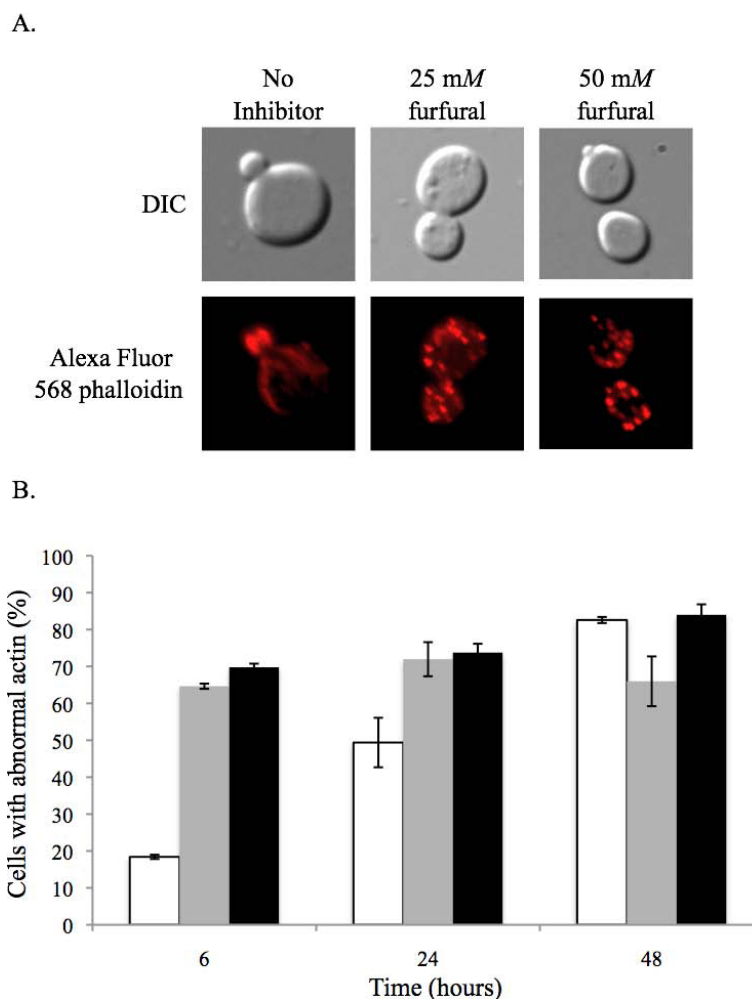 A.
No
Inhibitor
25 mM
furfural
50 mM
furfural
DIC
Alexa Fluor
568 phalloidin
B.
Cells with abnormal actin (%)
100
90
80
70
60
50
40
30
20
10
0
6
24
48
Time (hours)